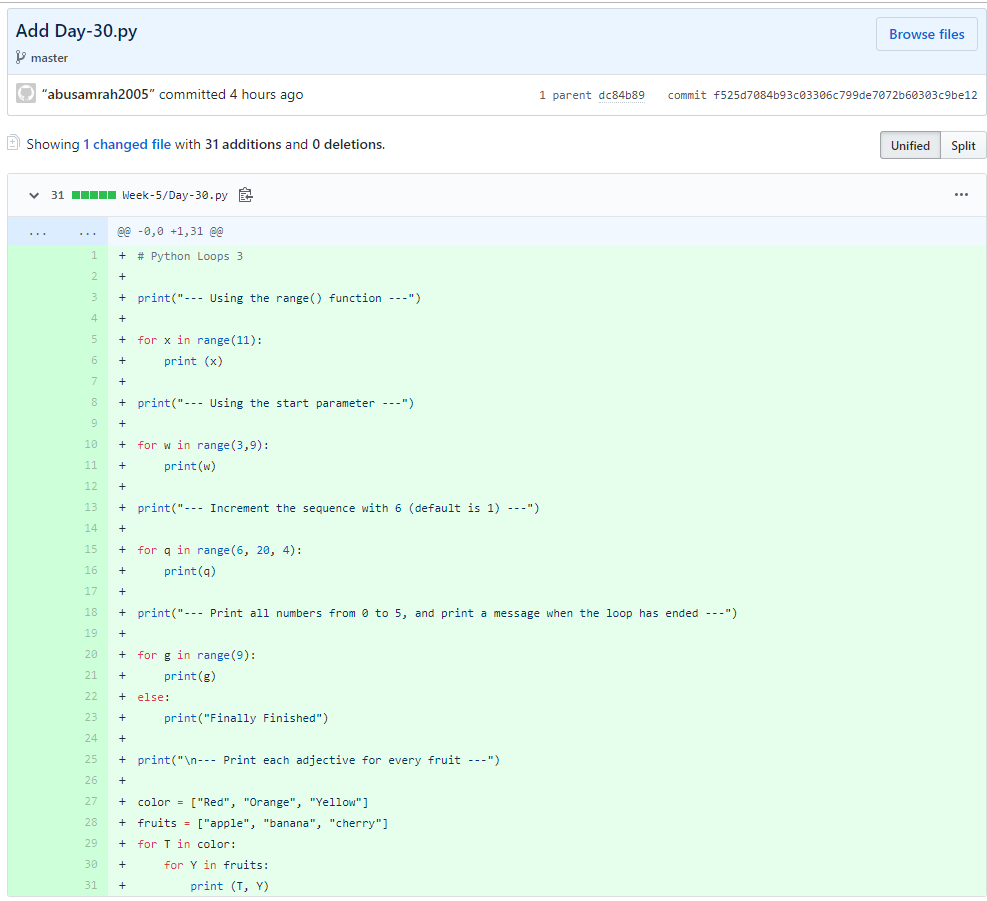 Add Day-30.py
Browse files
master
“abusamrah2005” committed 4 hours ago
1 parent dc84b89 commit f525d7084b93c03306c799de7072b60303c9be12
Showing 1 changed file with 31 additions and 0 deletions.
Unified Split
31 Week-5/Day-30.py
... ... @@ -0,0 +1,31 @@
1 + # Python Loops 3
2 +
3 + print("--- Using the range() function ---")
4 +
5 + for x in range(11):
6 +     print (x)
7 +
8 + print("--- Using the start parameter ---")
9 +
10 + for w in range(3,9):
11 +     print(w)
12 +
13 + print("--- Increment the sequence with 6 (default is 1) ---")
14 +
15 + for q in range(6, 20, 4):
16 +     print(q)
17 +
18 + print("--- Print all numbers from 0 to 5, and print a message when the loop has ended ---")
19 +
20 + for g in range(9):
21 +     print(g)
22 + else:
23 +     print("Finally Finished")
24 +
25 + print("\n--- Print each adjective for every fruit ---")
26 +
27 + color = ["Red", "Orange", "Yellow"]
28 + fruits = ["apple", "banana", "cherry"]
29 + for T in color:
30 +     for Y in fruits:
31 +         print (T, Y)